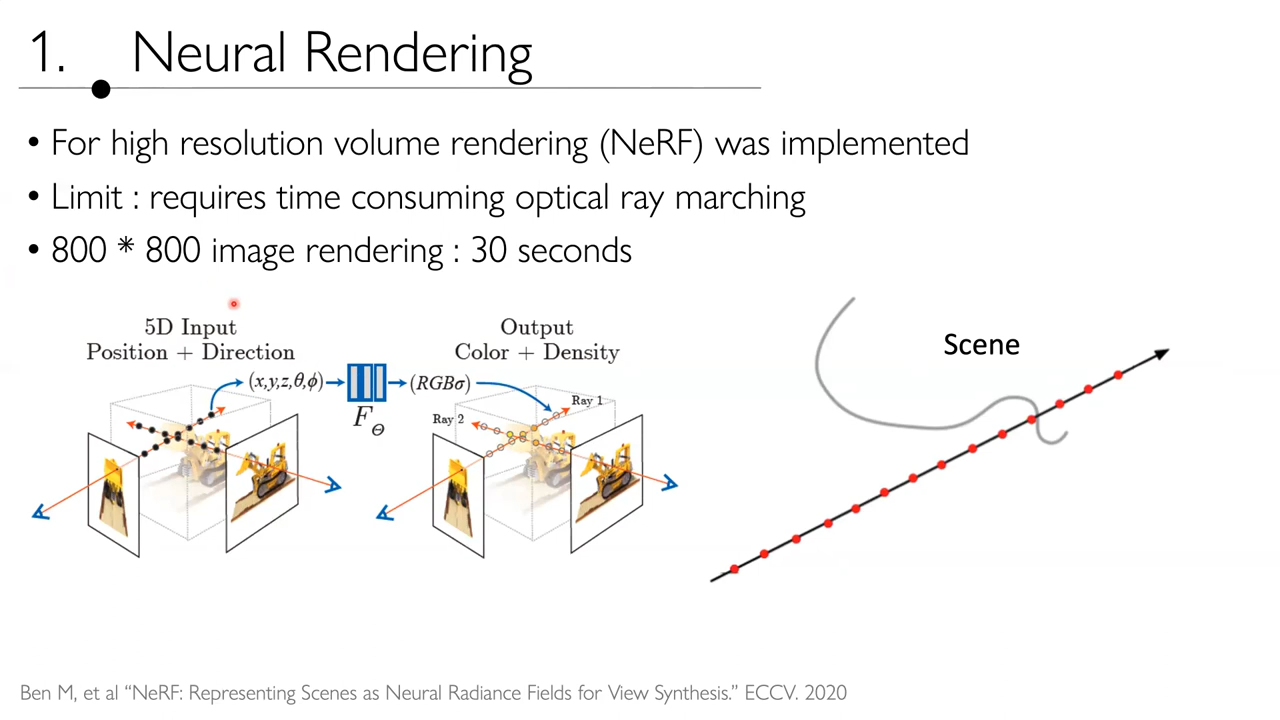 1. Neural Rendering
• For high resolution volume rendering (NeRF) was implemented
• Limit : requires time consuming optical ray marching
• 800 * 800 image rendering : 30 seconds
5D Input
Position + Direction
Output
Color + Density
(x,y,z,θ,ϕ)
F_Θ
(RGBσ)
Ray 1
Ray 2
Scene
Ben M, et al “NeRF: Representing Scenes as Neural Radiance Fields for View Synthesis.” ECCV. 2020